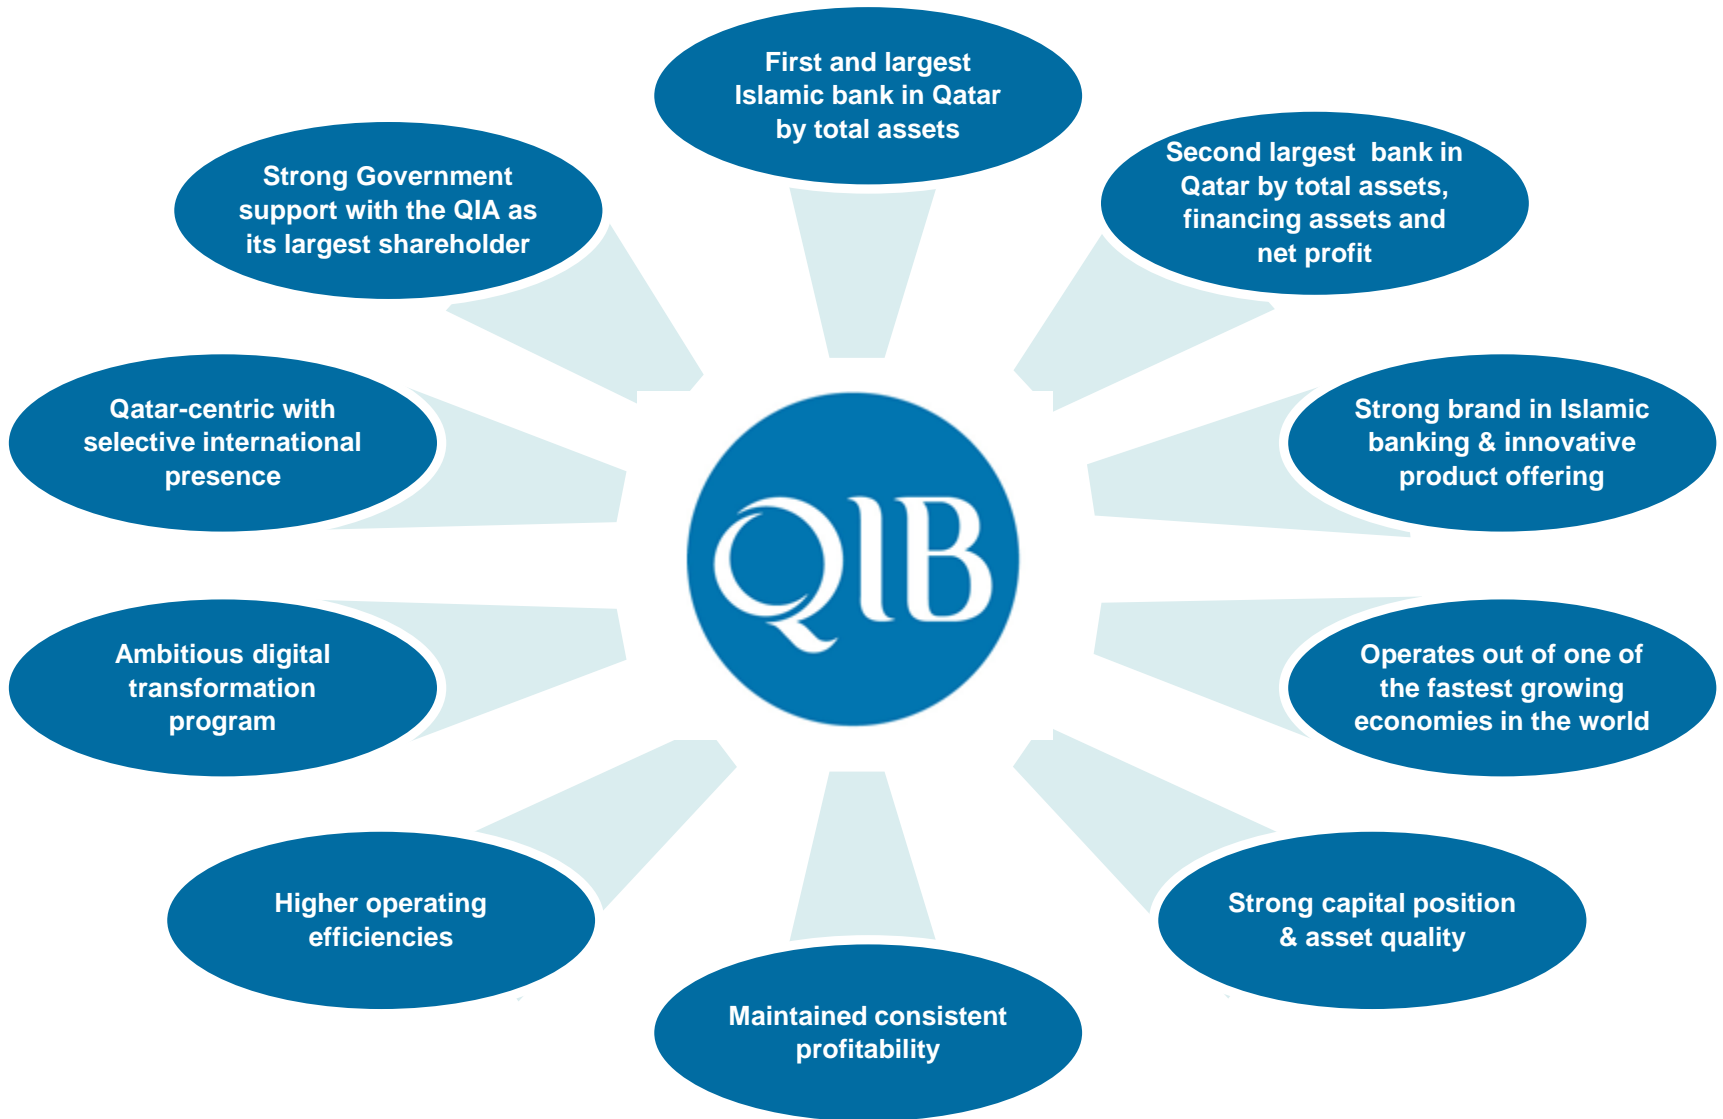 First and largest
Islamic bank in Qatar
by total assets
Second largest bank in
Qatar by total assets,
financing assets and
net profit
Strong Government
support with the QIA as
its largest shareholder
Qatar-centric with
selective international
presence
Strong brand in Islamic
banking & innovative
product offering
QIB
Ambitious digital
transformation
program
Operates out of one of
the fastest growing
economies in the world
Higher operating
efficiencies
Strong capital position
& asset quality
Maintained consistent
profitability